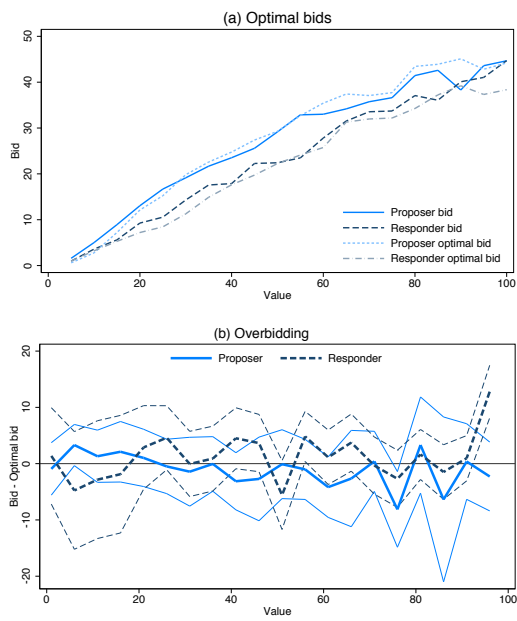 (a) Optimal bids
50
40
30
20
10
0
Bid
Proposer bid
Responder bid
Proposer optimal bid
Responder optimal bid
0 20 40 60 80 100
Value
(b) Overbidding
20
10
0
-10
-20
Bid - Optimal bid
Proposer Responder
0 20 40 60 80 100
Value